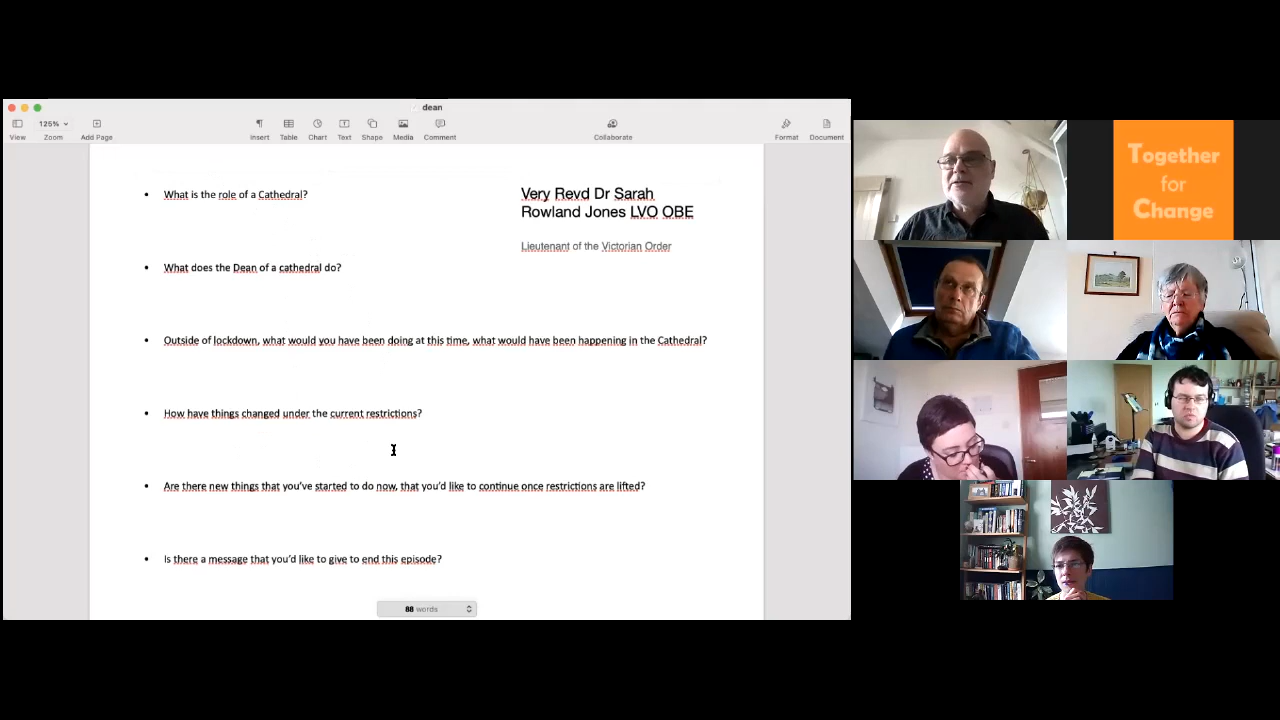 dean
125%
View
Zoom
Add Page
Insert
Table
Chart
Text
Shape
Media
Comment
Collaborate
Format
Document
What is the role of a Cathedral?
Very Revd Dr Sarah
Rowland Jones LVO OBE
Lieutenant of the Victorian Order
What does the Dean of a cathedral do?
Outside of lockdown, what would you have been doing at this time, what would have been happening in the Cathedral?
How have things changed under the current restrictions?
Are there new things that you've started to do now, that you'd like to continue once restrictions are lifted?
Is there a message that you'd like to give to end this episode?
88 words
Together
for
Change